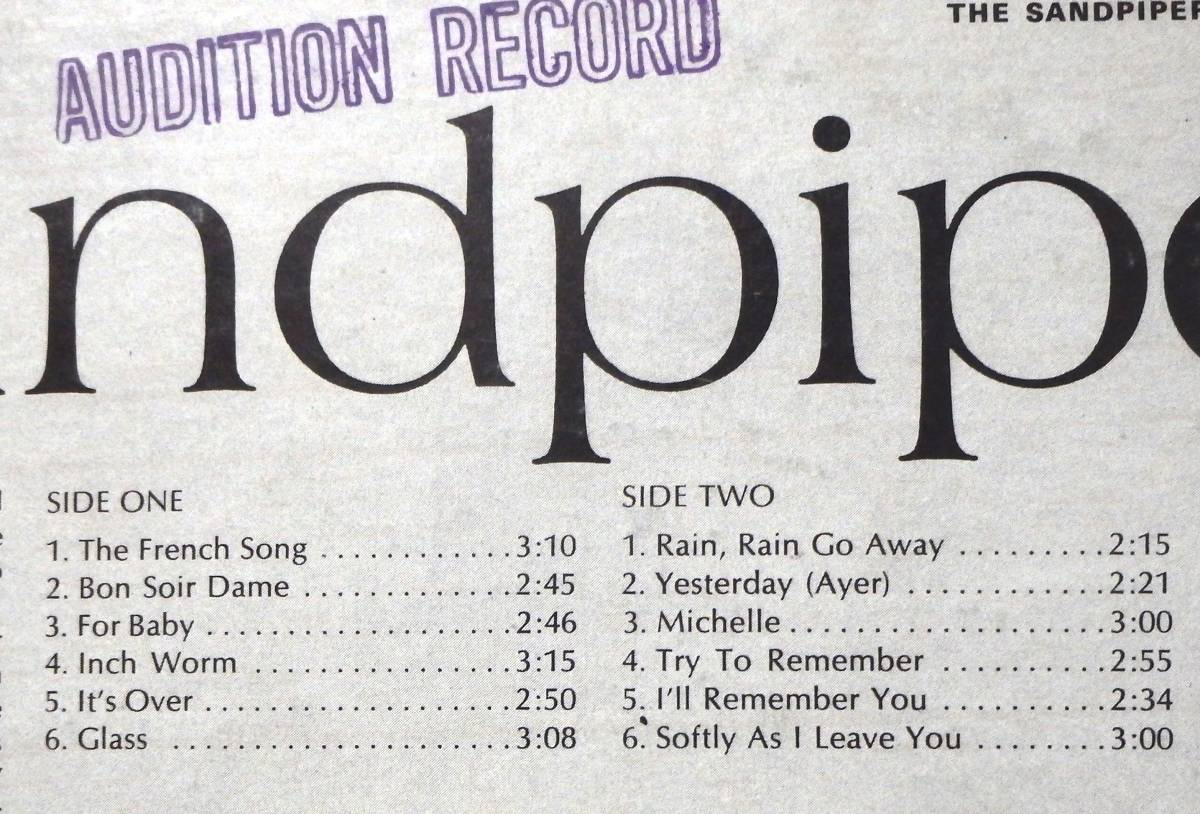 AUDITION RECORD
THE SANDPIPER
ndpip
SIDE ONE
1. The French Song ............3:10
2. Bon Soir Dame .............2:45
3. For Baby ...................2:46
4. Inch Worm ................3:15
5. It's Over ...................2:50
6. Glass .....................3:08
SIDE TWO
1. Rain, Rain Go Away .........2:15
2. Yesterday (Ayer) ............2:21
3. Michelle ...................3:00
4. Try To Remember ..........2:55
5. I'll Remember You ..........2:34
6. Softly As I Leave You ........3:00